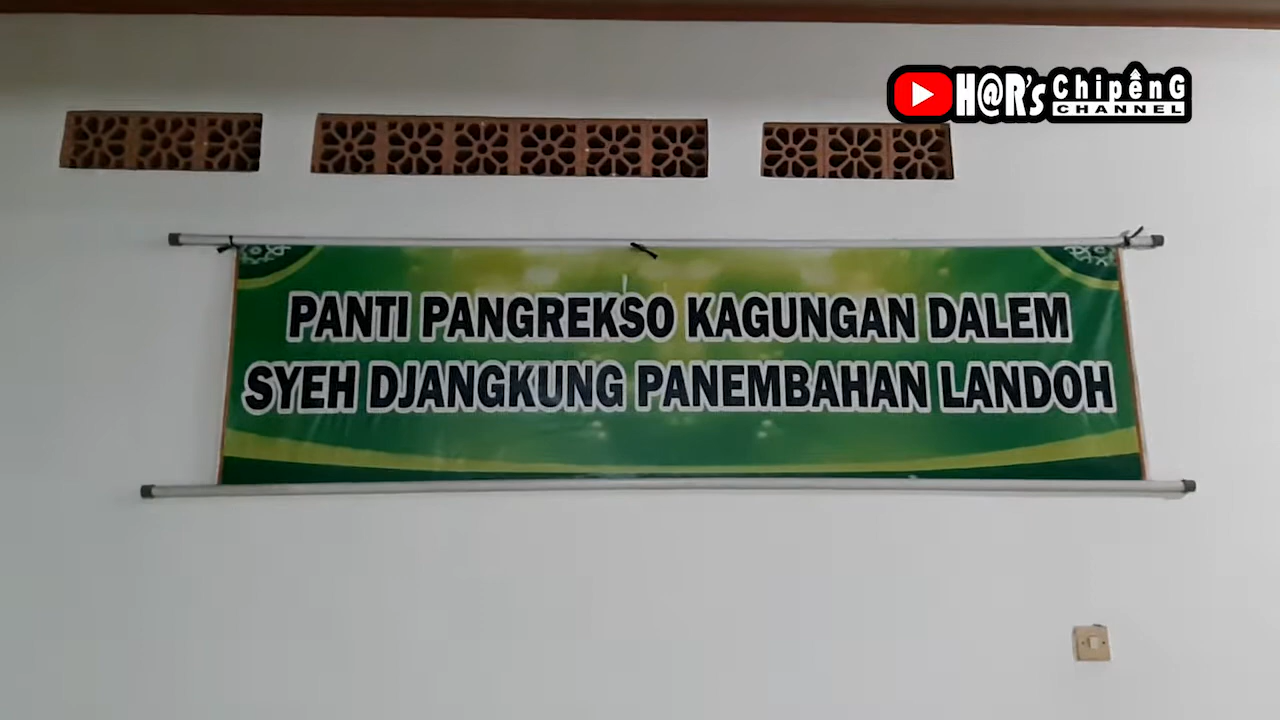 H@R's ChipênG
CHANNEL
PANTI PANGREKSO KAGUNGAN DALEM
SYEH DJANGKUNG PANEMBAHAN LANDOH